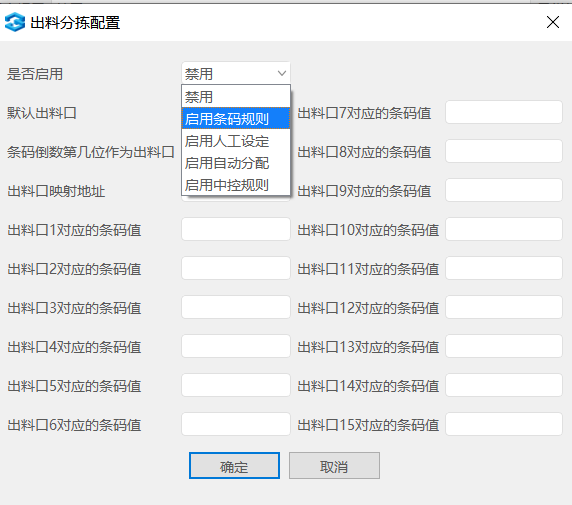 出料分拣配置
是否启用
禁用
禁用
启用条码规则
启用人工设定
启用自动分配
启用中控规则
默认出料口
条码倒数第几位作为出料口
出料口映射地址
出料口1对应的条码值
出料口2对应的条码值
出料口3对应的条码值
出料口4对应的条码值
出料口5对应的条码值
出料口6对应的条码值
出料口7对应的条码值
出料口8对应的条码值
出料口9对应的条码值
出料口10对应的条码值
出料口11对应的条码值
出料口12对应的条码值
出料口13对应的条码值
出料口14对应的条码值
出料口15对应的条码值
确定
取消